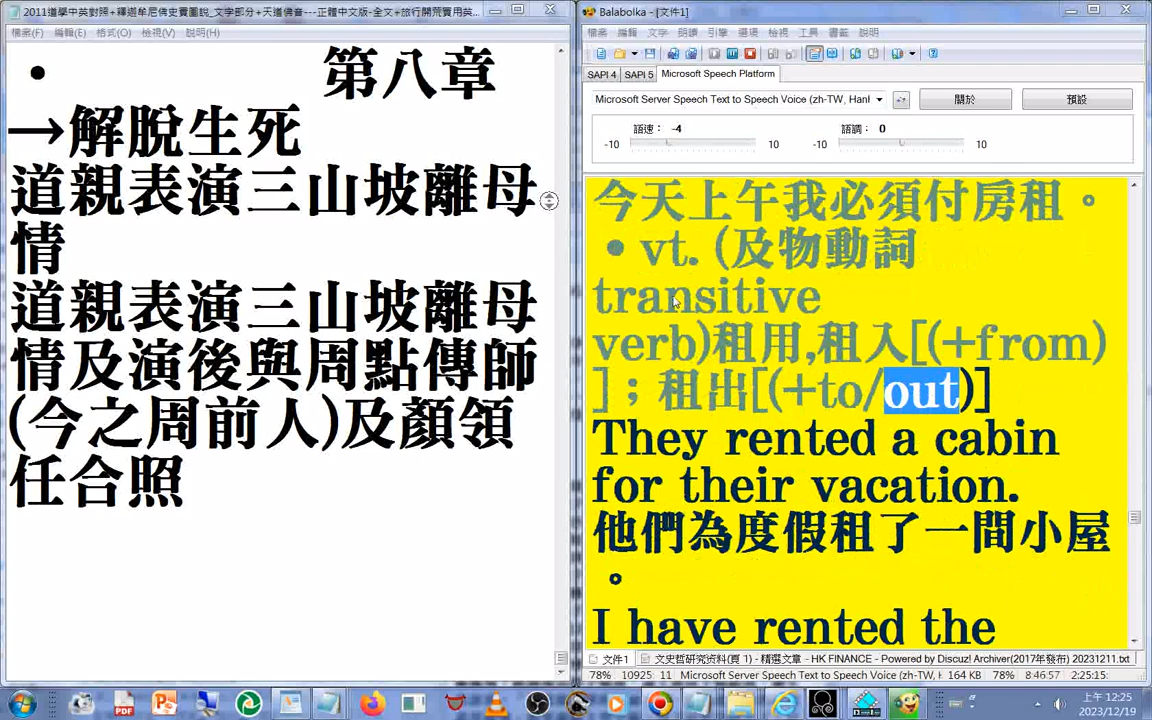 2011道學中英對照+釋迦牟尼佛史實圖說_文字部分+天道佛音---正體中文版-全文+旅行開荒實用英...
檔案(F) 編輯(E) 格式(O) 檢視(V) 說明(H)
• 第八章
→解脫生死
道親表演三山坡離母
情
道親表演三山坡離母
情及演後與周點傳師
(今之周前人)及顏領
任合照
Balabolka - [文件1]
檔案 編輯 文字 朗讀 引擎 選項 檢視 工具 書籤 說明
SAPI 4 SAPI 5 Microsoft Speech Platform
Microsoft Server Speech Text to Speech Voice (zh-TW, Hanl
關於 預設
語速： -4 語調： 0
-10 10 -10 10
今天上午我必須付房租。
• vt. (及物動詞
transitive
verb)租用,租入[(+from)
]；租出[(+to/out)]
They rented a cabin
for their vacation.
他們為度假租了一間小屋
。
I have rented the
文件1 文史哲研究资料(頁 1) - 精選文章 - HK FINANCE - Powered by Discuz! Archiver(2017年發布) 20231211.txt
78% 10925: 11 Microsoft Server Speech Text to Speech Voice (zh-TW, H 164 KB 78% 8:46:57 2:25:15
上午 12:25
2023/12/19